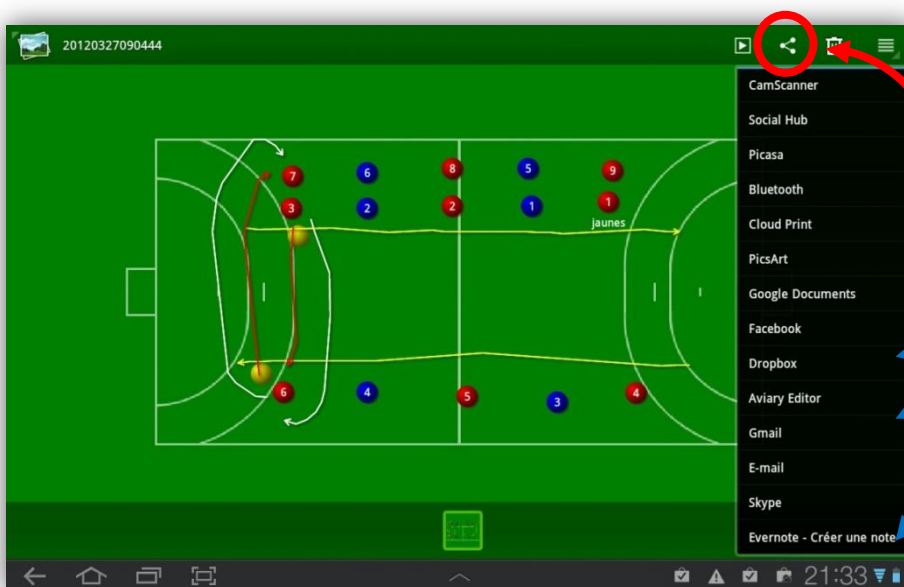 20120327090444
CamScanner
Social Hub
Picasa
Bluetooth
Cloud Print
PicsArt
Google Documents
Facebook
Dropbox
Aviary Editor
Gmail
E-mail
Skype
Evernote - Créer une note
7 6 8 5 9
3 2 2 1 1
jaunes
6 4 5 3 4
21:33